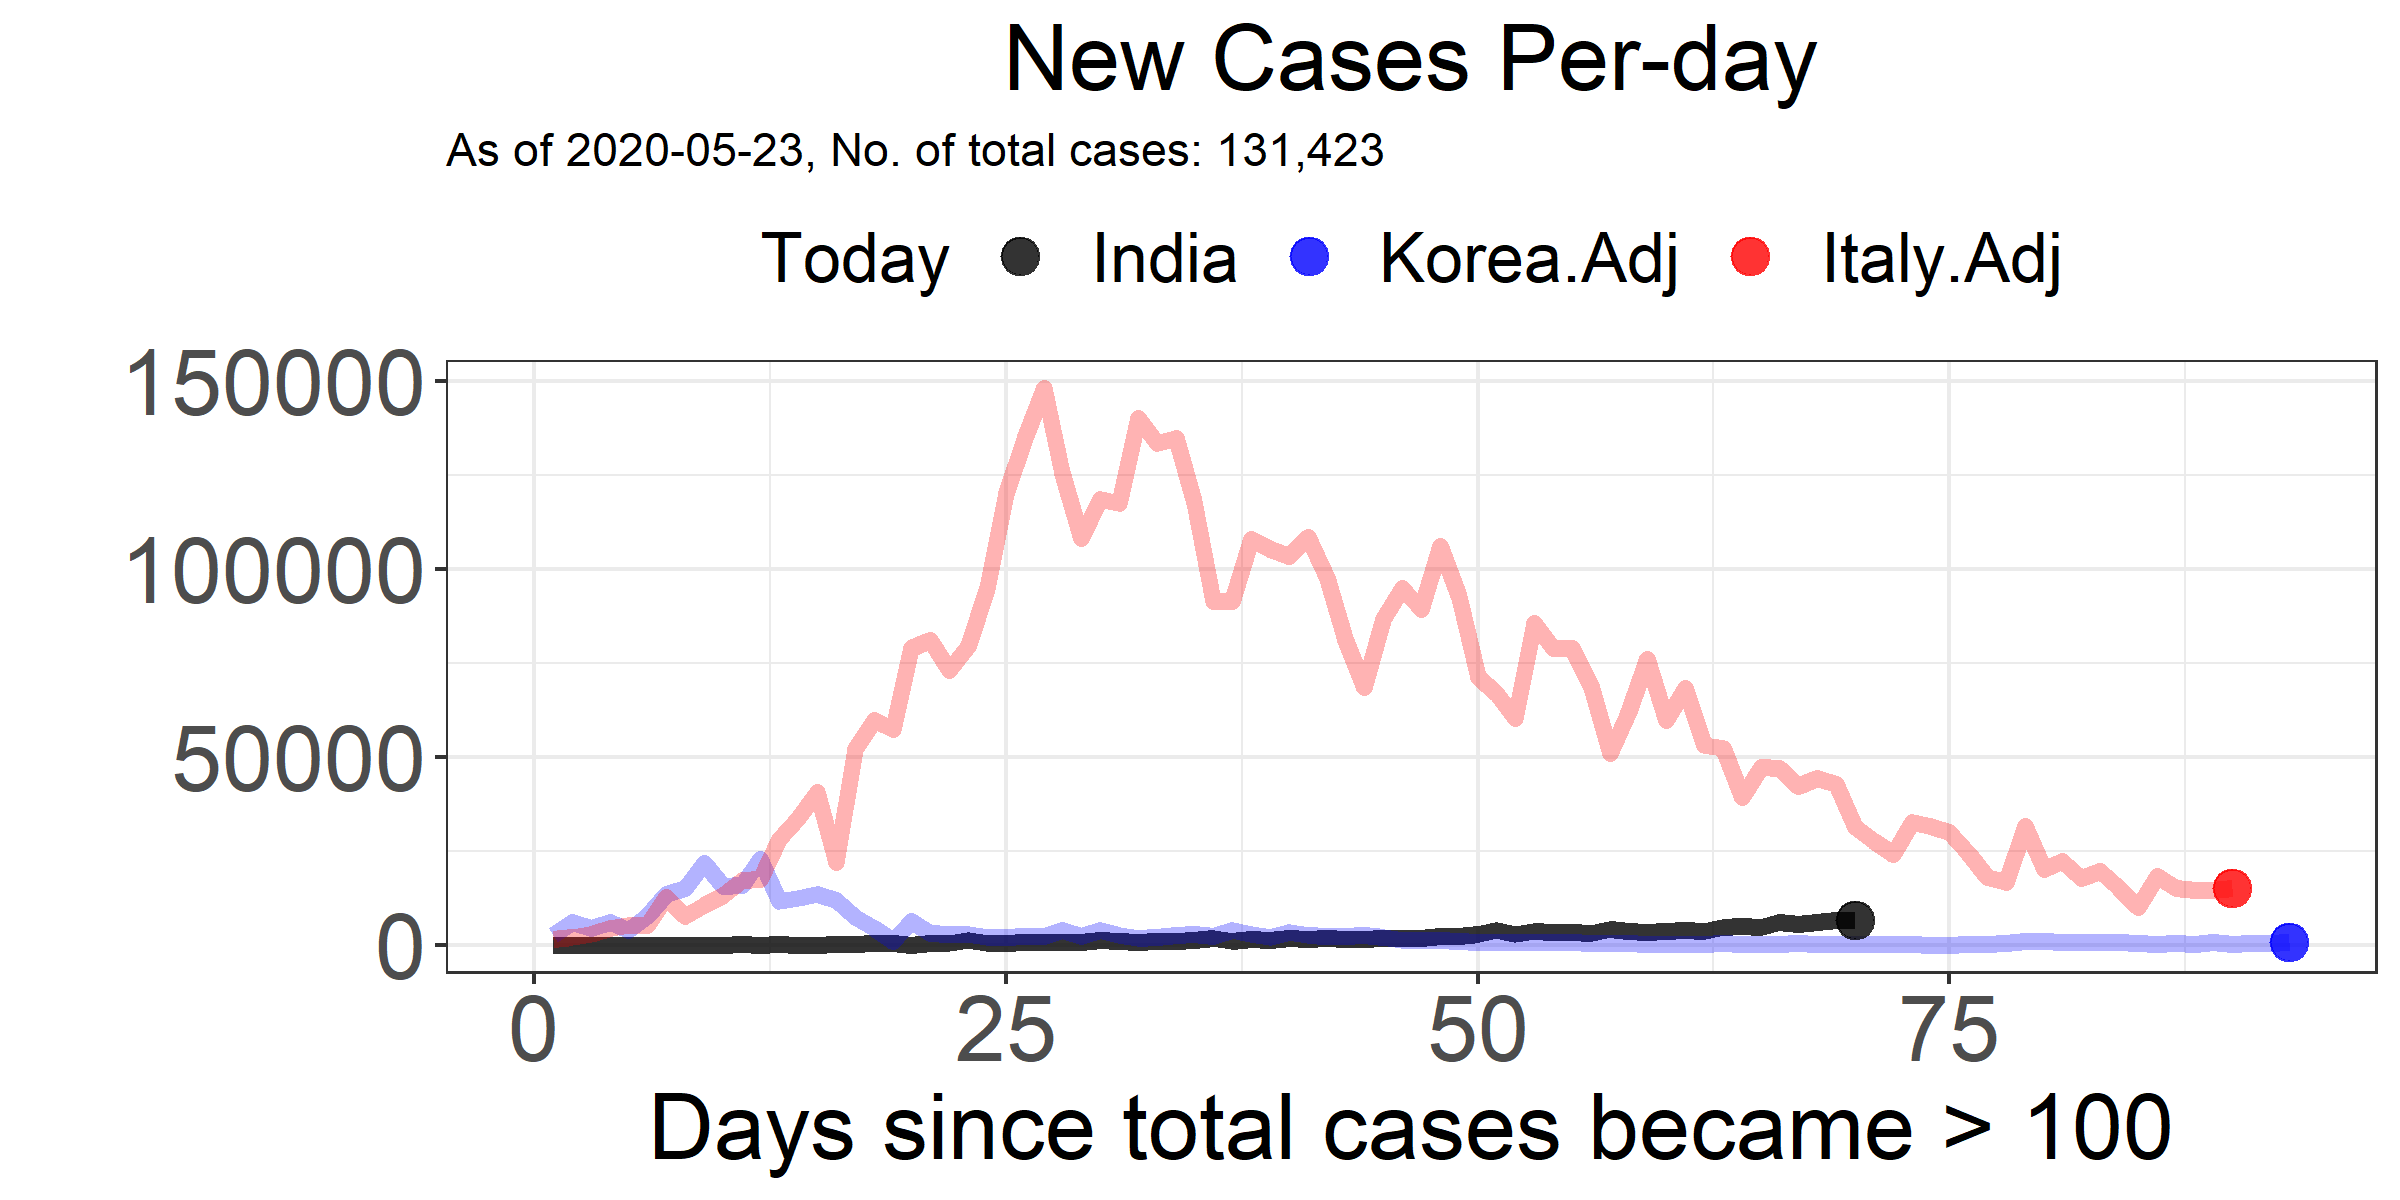 New Cases Per-day
As of 2020-05-23, No. of total cases: 131,423
Today India Korea.Adj Italy.Adj
150000
100000
50000
0
0 25 50 75
Days since total cases became > 100